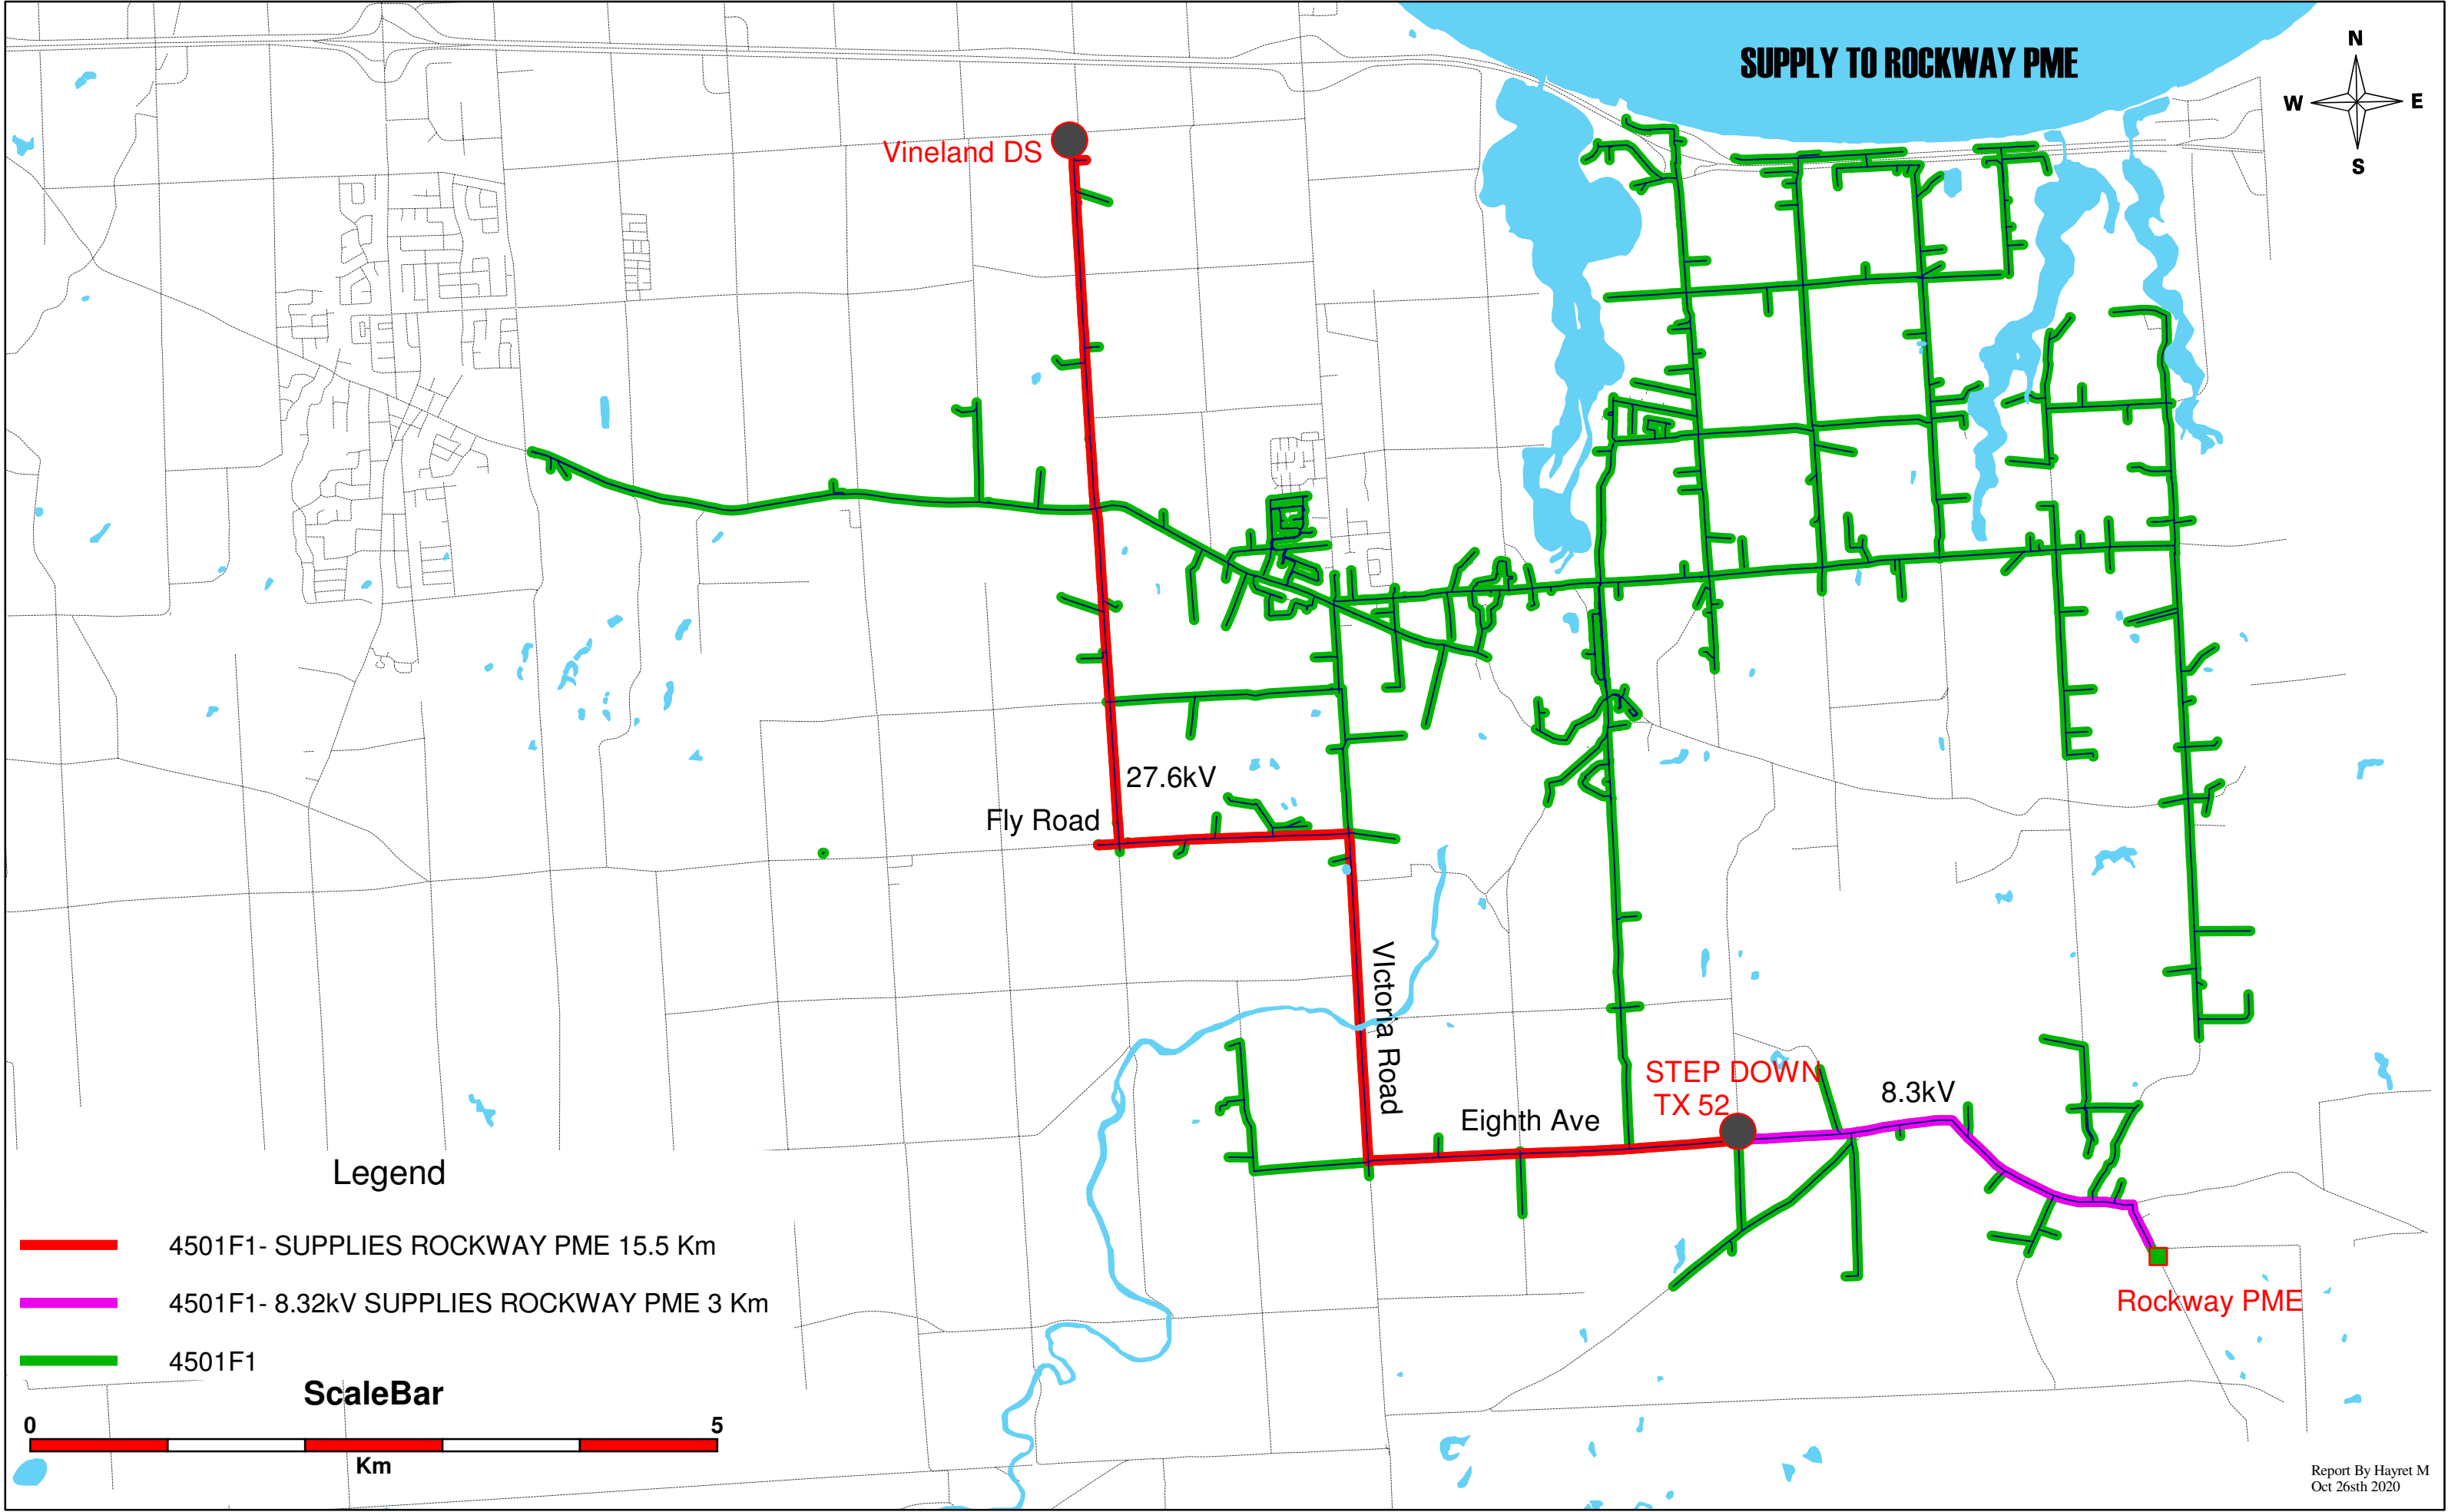 SUPPLY TO ROCKWAY PME
N
W
E
S
Vineland DS
27.6kV
Fly Road
VIctoria Road
STEP DOWN
TX 52
8.3kV
Eighth Ave
Rockway PME
Legend
4501F1- SUPPLIES ROCKWAY PME 15.5 Km
4501F1- 8.32kV SUPPLIES ROCKWAY PME 3 Km
4501F1
ScaleBar
0
5
Km
Report By Hayret M
Oct 26sth 2020